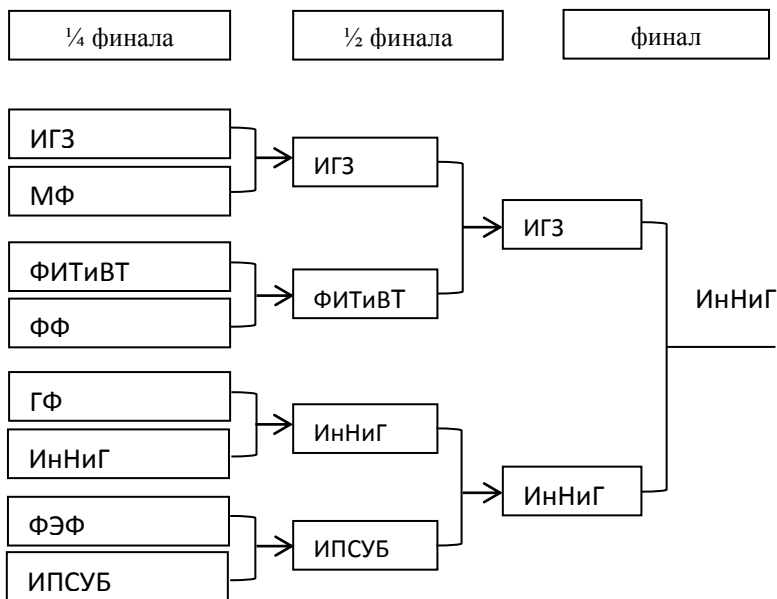 ¼ финала
½ финала
финал
ИГЗ
МФ
ФИТиВТ
ФФ
ГФ
ИнНиГ
ФЭФ
ИПСУБ
ИГЗ
ФИТиВТ
ИнНиГ
ИПСУБ
ИГЗ
ИнНиГ
ИнНиГ